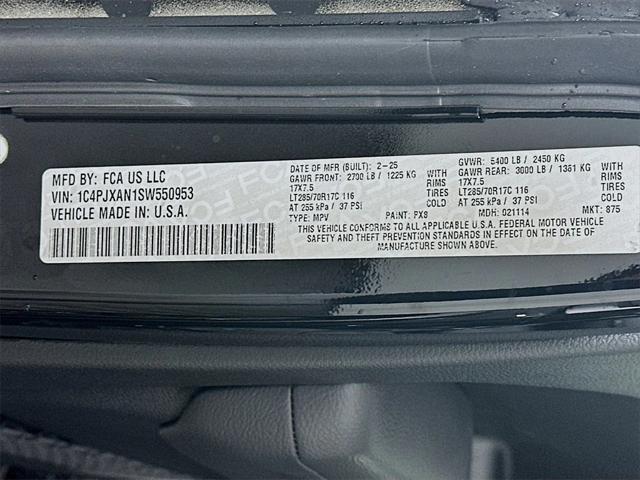 MFD BY: FCA US LLC
VIN: 1C4PJXAN1SW550953
VEHICLE MADE IN: U.S.A.
DATE OF MFR (BUILT): 2-25
GAWR FRONT: 2700 LB / 1225 KG WITH
17X7.5 RIMS
LT285/70R17C 116 TIRES
AT 255 kPa / 37 PSI COLD
TYPE: MPV PAINT: PX8
GVWR: 5400 LB / 2450 KG
GAWR REAR: 3000 LB / 1361 KG WITH
17X7.5 RIMS
LT285/70R17C 116 TIRES
AT 255 kPa / 37 PSI COLD
MDH: 021114 MKT: 875
THIS VEHICLE CONFORMS TO ALL APPLICABLE U.S.A. FEDERAL MOTOR VEHICLE
SAFETY AND THEFT PREVENTION STANDARDS IN EFFECT ON THE DATE OF
MANUFACTURE SHOWN ABOVE.